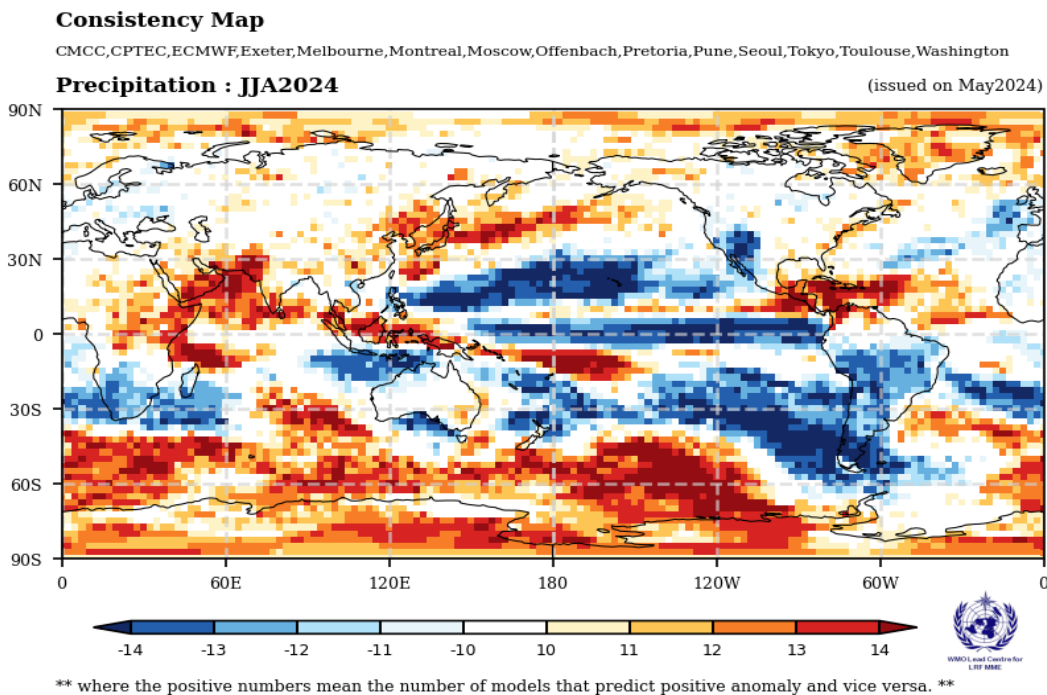 Consistency Map
CMCC,CPTEC,ECMWF,Exeter,Melbourne,Montreal,Moscow,Offenbach,Pretoria,Pune,Seoul,Tokyo,Toulouse,Washington
Precipitation : JJA2024
(issued on May2024)
90N
60N
30N
0
30S
60S
90S
0 60E 120E 180 120W 60W 0
-14 -13 -12 -11 -10 10 11 12 13 14
WMO Lead Centre for
LRF MME
** where the positive numbers mean the number of models that predict positive anomaly and vice versa. **